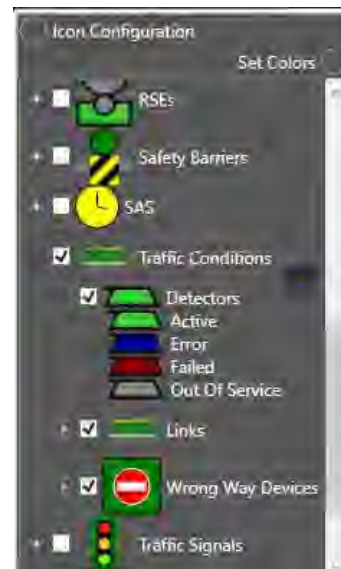 Icon Configuration
Set Colors
RSEs
Safety Barriers
SAS
Traffic Conditions
Detectors
Active
Error
Failed
Out Of Service
Links
Wrong Way Devices
Traffic Signals